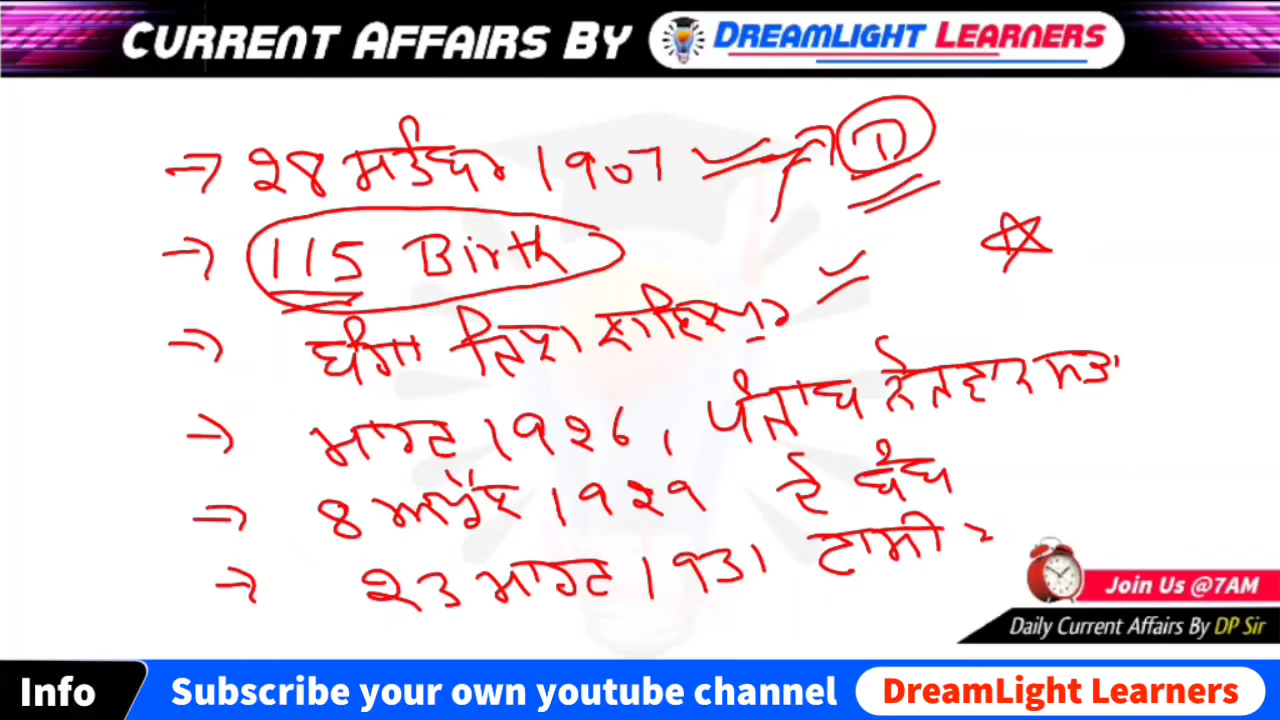 CURRENT AFFAIRS BY DREAMLIGHT LEARNERS
→ 28 ਸਤੰਬਰ 1907
→ 115 Birth
→ ਬੰਗਾ ਜਿਲਾ
→ ਮਾਰਚ 1926, ਪੰਜਾਬ ਨੌਜਵਾਨ ਸਭਾ
→ 8 ਅਪ੍ਰੈਲ 1929 ਦੋ ਬੰਬ
→ 23 ਮਾਰਚ 1931
Join Us @7AM
Daily Current Affairs By DP Sir
Info Subscribe your own youtube channel DreamLight Learners